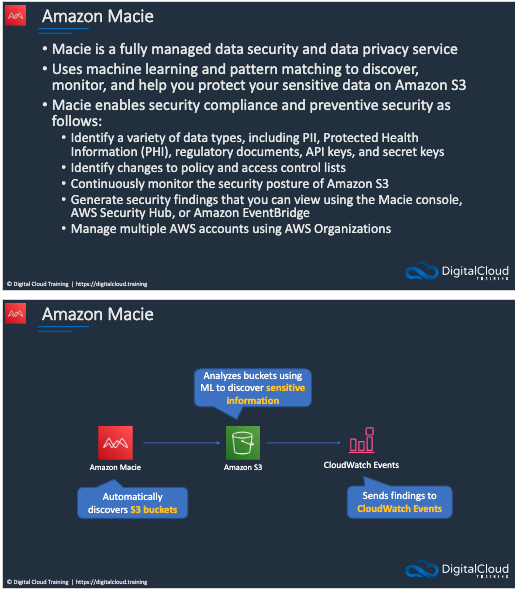 Amazon Macie
• Macie is a fully managed data security and data privacy service
• Uses machine learning and pattern matching to discover,
monitor, and help you protect your sensitive data on Amazon S3
• Macie enables security compliance and preventive security as
follows:
• Identify a variety of data types, including PII, Protected Health
Information (PHI), regulatory documents, API keys, and secret keys
• Identify changes to policy and access control lists
• Continuously monitor the security posture of Amazon S3
• Generate security findings that you can view using the Macie console,
AWS Security Hub, or Amazon EventBridge
• Manage multiple AWS accounts using AWS Organizations
© Digital Cloud Training | https://digitalcloud.training
DigitalCloud
TRAINING
Amazon Macie
Analyzes buckets using
ML to discover sensitive
information
Amazon Macie
Amazon S3
CloudWatch Events
Automatically
discovers S3 buckets
Sends findings to
CloudWatch Events
© Digital Cloud Training | https://digitalcloud.training
DigitalCloud
TRAINING